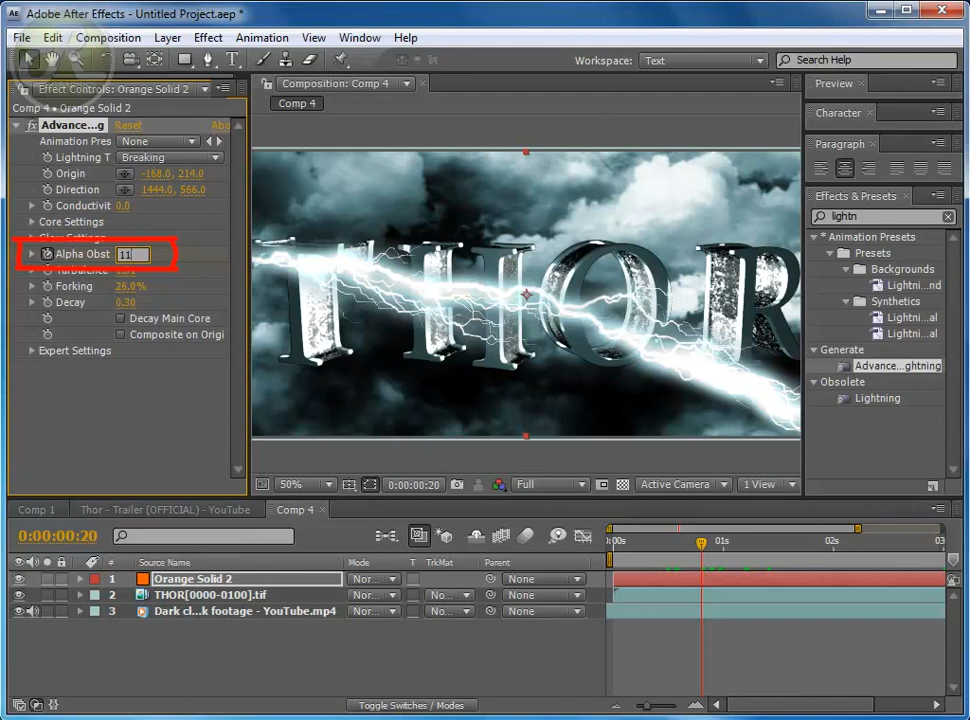 Adobe After Effects - Untitled Project.aep *
File Edit Composition Layer Effect Animation View Window Help
Workspace: Text Search Help
Effect Controls: Orange Solid 2
Comp 4 • Orange Solid 2
fx Advance...g Reset Abo
Animation Pres None
Lightning T Breaking
Origin -168.0, 214.0
Direction 1444.0, 566.0
Conductivit 0.0
Core Settings
Glow Settings
Alpha Obst 11
Turbulence
Forking 26.0%
Decay 0.30
Decay Main Core
Composite on Origi
Expert Settings
Composition: Comp 4
Comp 4
THOR
50% 0:00:00:20 Full Active Camera 1 View
Preview
Character
Paragraph
Effects & Presets
lightn
* Animation Presets
Presets
Backgrounds
Lightni...nd
Synthetics
Lightni...al
Lightni...al
Generate
Advance...ghtning
Obsolete
Lightning
Comp 1 Thor - Trailer (OFFICIAL) - YouTube Comp 4
0:00:00:20
:00s 01s 02s 03
# Source Name Mode T TrkMat Parent
1 Orange Solid 2 Nor... None
2 THOR[0000-0100].tif Nor... No... None
3 Dark cl...k footage - YouTube.mp4 Nor... No... None
Toggle Switches / Modes